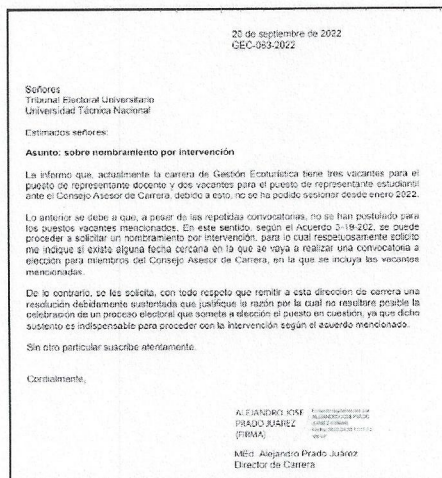 20 de septiembre de 2022
GEC-083-2022
Señores
Tribunal Electoral Universitario
Universidad Técnica Nacional
Estimados señores:
Asunto: sobre nombramiento por intervención
Le informo que, actualmente la carrera de Gestión Ecoturística tiene tres vacantes para el
puesto de representante docente y dos vacantes para el puesto de representante estudiantil
ante el Consejo Asesor de Carrera, debido a esto, no se ha podido sesionar desde enero 2022.
Lo anterior se debe a que, a pesar de las repetidas convocatorias, no se han postulado para
los puestos vacantes mencionados. En este sentido, según el Acuerdo 3-19-202, se puede
proceder a solicitar un nombramiento por intervención, para lo cual respetuosamente solicito
me indique si existe alguna fecha cercana en la que se vaya a realizar una convocatoria a
elección para miembros del Consejo Asesor de Carrera, en la que se incluya las vacantes
mencionadas.
De lo contrario, se les solicita, con todo respeto que remitir a esta dirección de carrera una
resolución debidamente sustentada que justifique la razón por la cual no resultare posible la
celebración de un proceso electoral que someta a elección el puesto en cuestión, ya que dicho
sustento es indispensable para proceder con la intervención según el acuerdo mencionado.
Sin otro particular suscribe atentamente.
Cordialmente,
ALEJANDRO JOSE
PRADO JUAREZ
(FIRMA)
MEd. Alejandro Prado Juárez
Director de Carrera